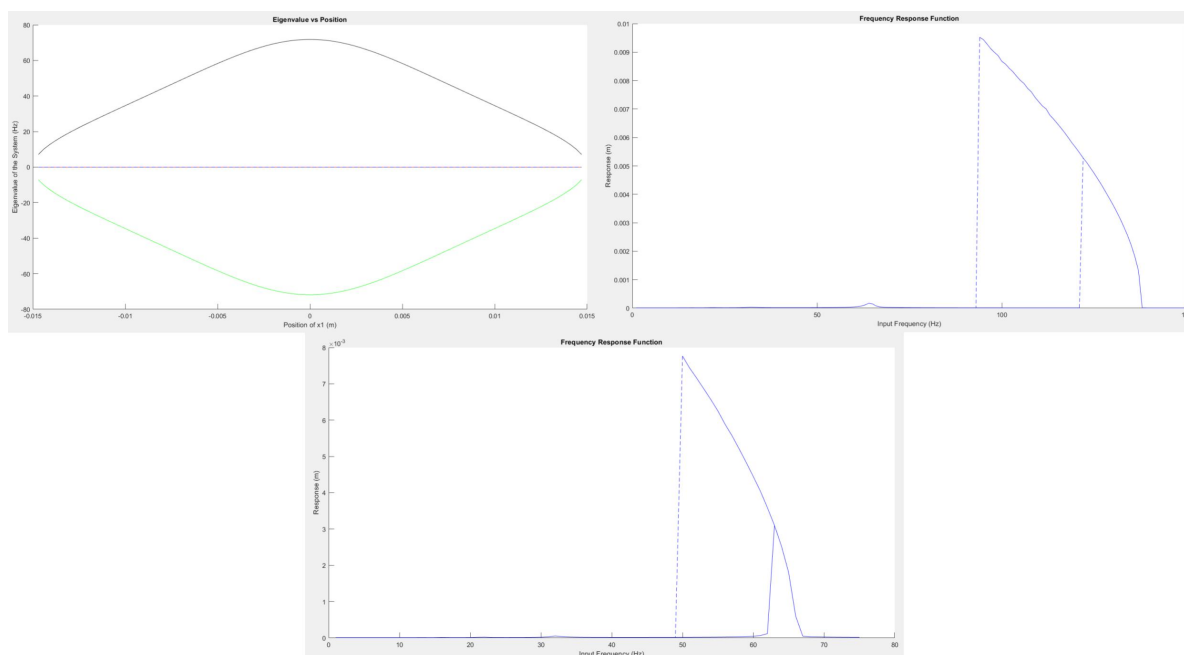 Eigenvalue vs Position
Eigenvalue of the System (Hz)
80
60
40
20
0
-20
-40
-60
-80
-0.015 -0.01 -0.005 0 0.005 0.01 0.015
Position of x1 (m)
Frequency Response Function
Response (m)
0.01
0.009
0.008
0.007
0.006
0.005
0.004
0.003
0.002
0.001
0
0 50 100
Input Frequency (Hz)
Frequency Response Function
×10-3
Response (m)
8
7
6
5
4
3
2
1
0
0 10 20 30 40 50 60 70 80
Input Frequency (Hz)